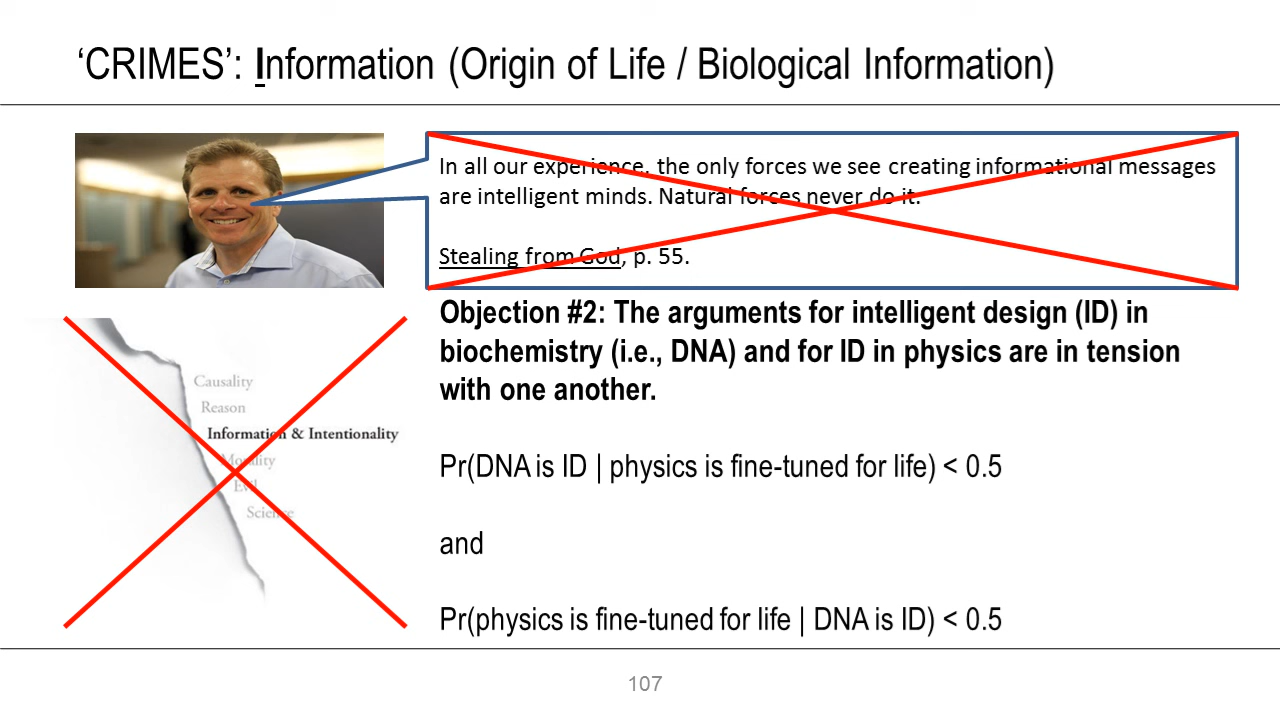 ‘CRIMES’: Information (Origin of Life / Biological Information)
In all our experience, the only forces we see creating informational messages
are intelligent minds. Natural forces never do it.
Stealing from God, p. 55.
Causality
Reason
Information & Intentionality
Morality
Evil
Science
Objection #2: The arguments for intelligent design (ID) in
biochemistry (i.e., DNA) and for ID in physics are in tension
with one another.
Pr(DNA is ID | physics is fine-tuned for life) < 0.5
and
Pr(physics is fine-tuned for life | DNA is ID) < 0.5
107